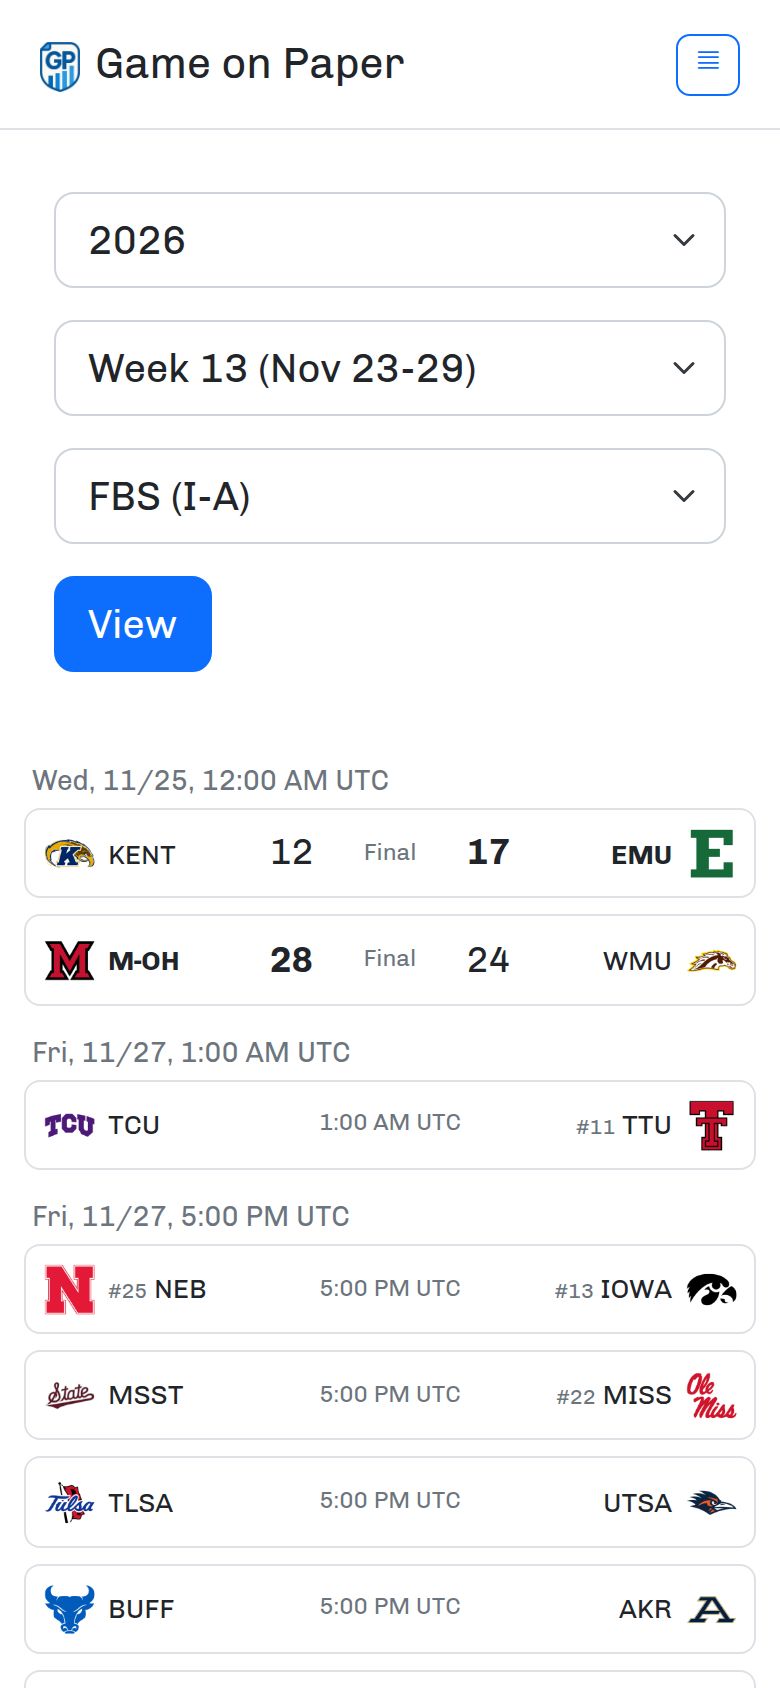 GP Game on Paper
2026
Week 13 (Nov 23-29)
FBS (I-A)
View
Wed, 11/25, 12:00 AM UTC
K KENT 12 Final 17 EMU E
M M-OH 28 Final 24 WMU
Fri, 11/27, 1:00 AM UTC
TCU TCU 1:00 AM UTC #11 TTU T
Fri, 11/27, 5:00 PM UTC
N #25 NEB 5:00 PM UTC #13 IOWA
State MSST 5:00 PM UTC #22 MISS Ole Miss
Tulsa TLSA 5:00 PM UTC UTSA
BUFF 5:00 PM UTC AKR A